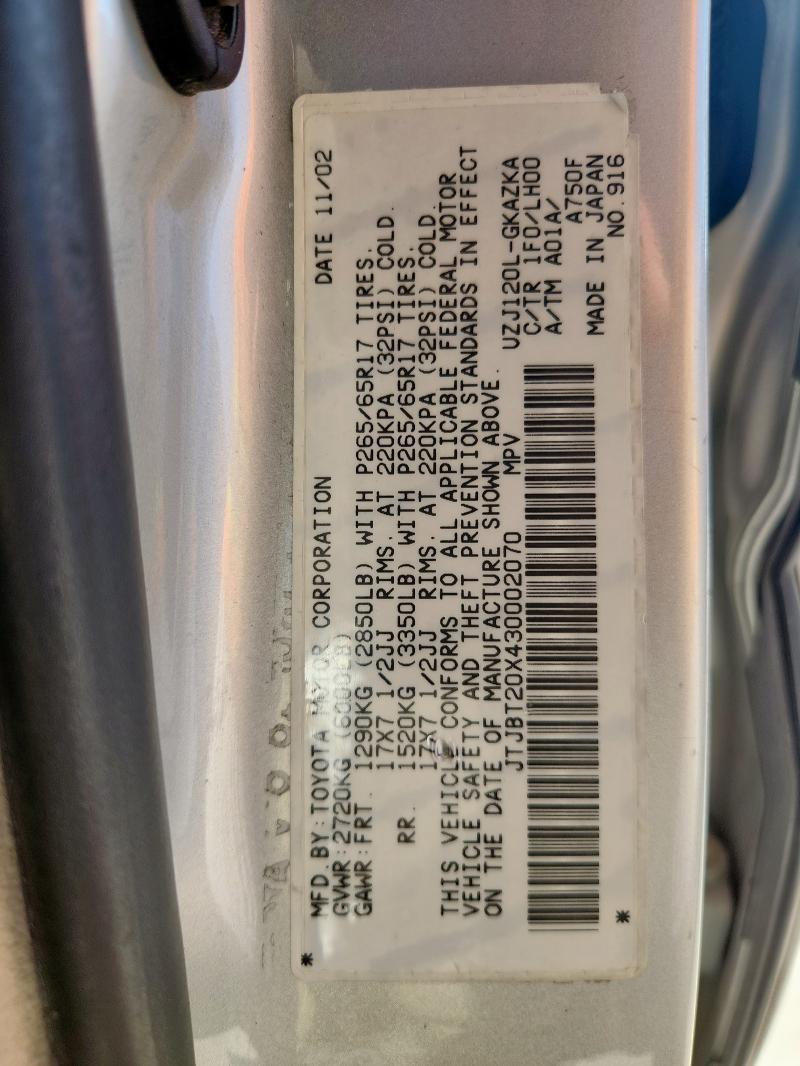 MFD.BY:TOYOTA MOTOR CORPORATION DATE 11/02
GVWR:2720KG (6000LB)
GAWR:FRT. 1290KG (2850LB) WITH P265/65R17 TIRES,
17X7 1/2JJ RIMS, AT 220KPA (32PSI) COLD.
RR. 1520KG (3350LB) WITH P265/65R17 TIRES,
17X7 1/2JJ RIMS, AT 220KPA (32PSI) COLD.
THIS VEHICLE CONFORMS TO ALL APPLICABLE FEDERAL MOTOR
VEHICLE SAFETY AND THEFT PREVENTION STANDARDS IN EFFECT
ON THE DATE OF MANUFACTURE SHOWN ABOVE.
JTJBT20X430002070 MPV
UZJ120L-GKAZKA
C/TR 1F0/LH00
A/TM A01A/
A750F
MADE IN JAPAN
NO.916